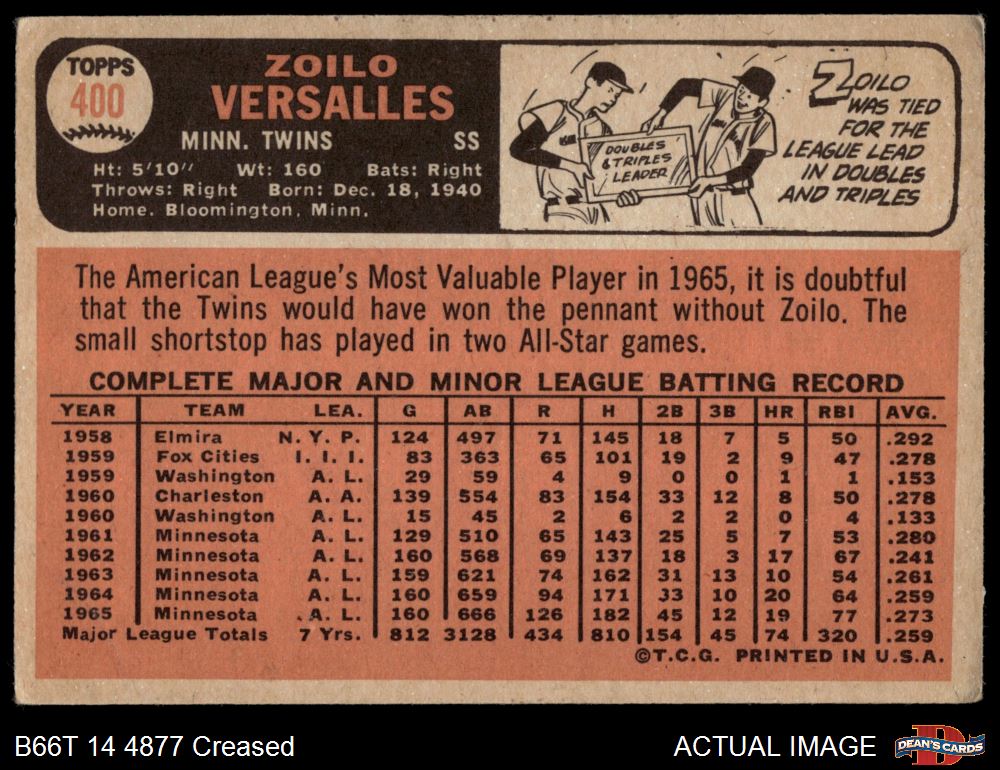 TOPPS
400
ZOILO
VERSALLES
MINN. TWINS SS
Ht: 5'10" Wt: 160 Bats: Right
Throws: Right Born: Dec. 18, 1940
Home. Bloomington, Minn.
DOUBLES
& TRIPLES
LEADER
ZOILO
WAS TIED
FOR THE
LEAGUE LEAD
IN DOUBLES
AND TRIPLES
The American League's Most Valuable Player in 1965, it is doubtful
that the Twins would have won the pennant without Zoilo. The
small shortstop has played in two All-Star games.
COMPLETE MAJOR AND MINOR LEAGUE BATTING RECORD
YEAR TEAM LEA. G AB R H 2B 3B HR RBI AVG.
1958 Elmira N. Y. P. 124 497 71 145 18 7 5 50 .292
1959 Fox Cities I. I. I. 83 363 65 101 19 2 9 47 .278
1959 Washington A. L. 29 59 4 9 0 0 1 1 .153
1960 Charleston A. A. 139 554 83 154 33 12 8 50 .278
1960 Washington A. L. 15 45 2 6 2 2 0 4 .133
1961 Minnesota A. L. 129 510 65 143 25 5 7 53 .280
1962 Minnesota A. L. 160 568 69 137 18 3 17 67 .241
1963 Minnesota A. L. 159 621 74 162 31 13 10 54 .261
1964 Minnesota A. L. 160 659 94 171 33 10 20 64 .259
1965 Minnesota A. L. 160 666 126 182 45 12 19 77 .273
Major League Totals 7 Yrs. 812 3128 434 810 154 45 74 320 .259
©T.C.G. PRINTED IN U.S.A.
B66T 14 4877 Creased ACTUAL IMAGE
DEAN'S CARDS